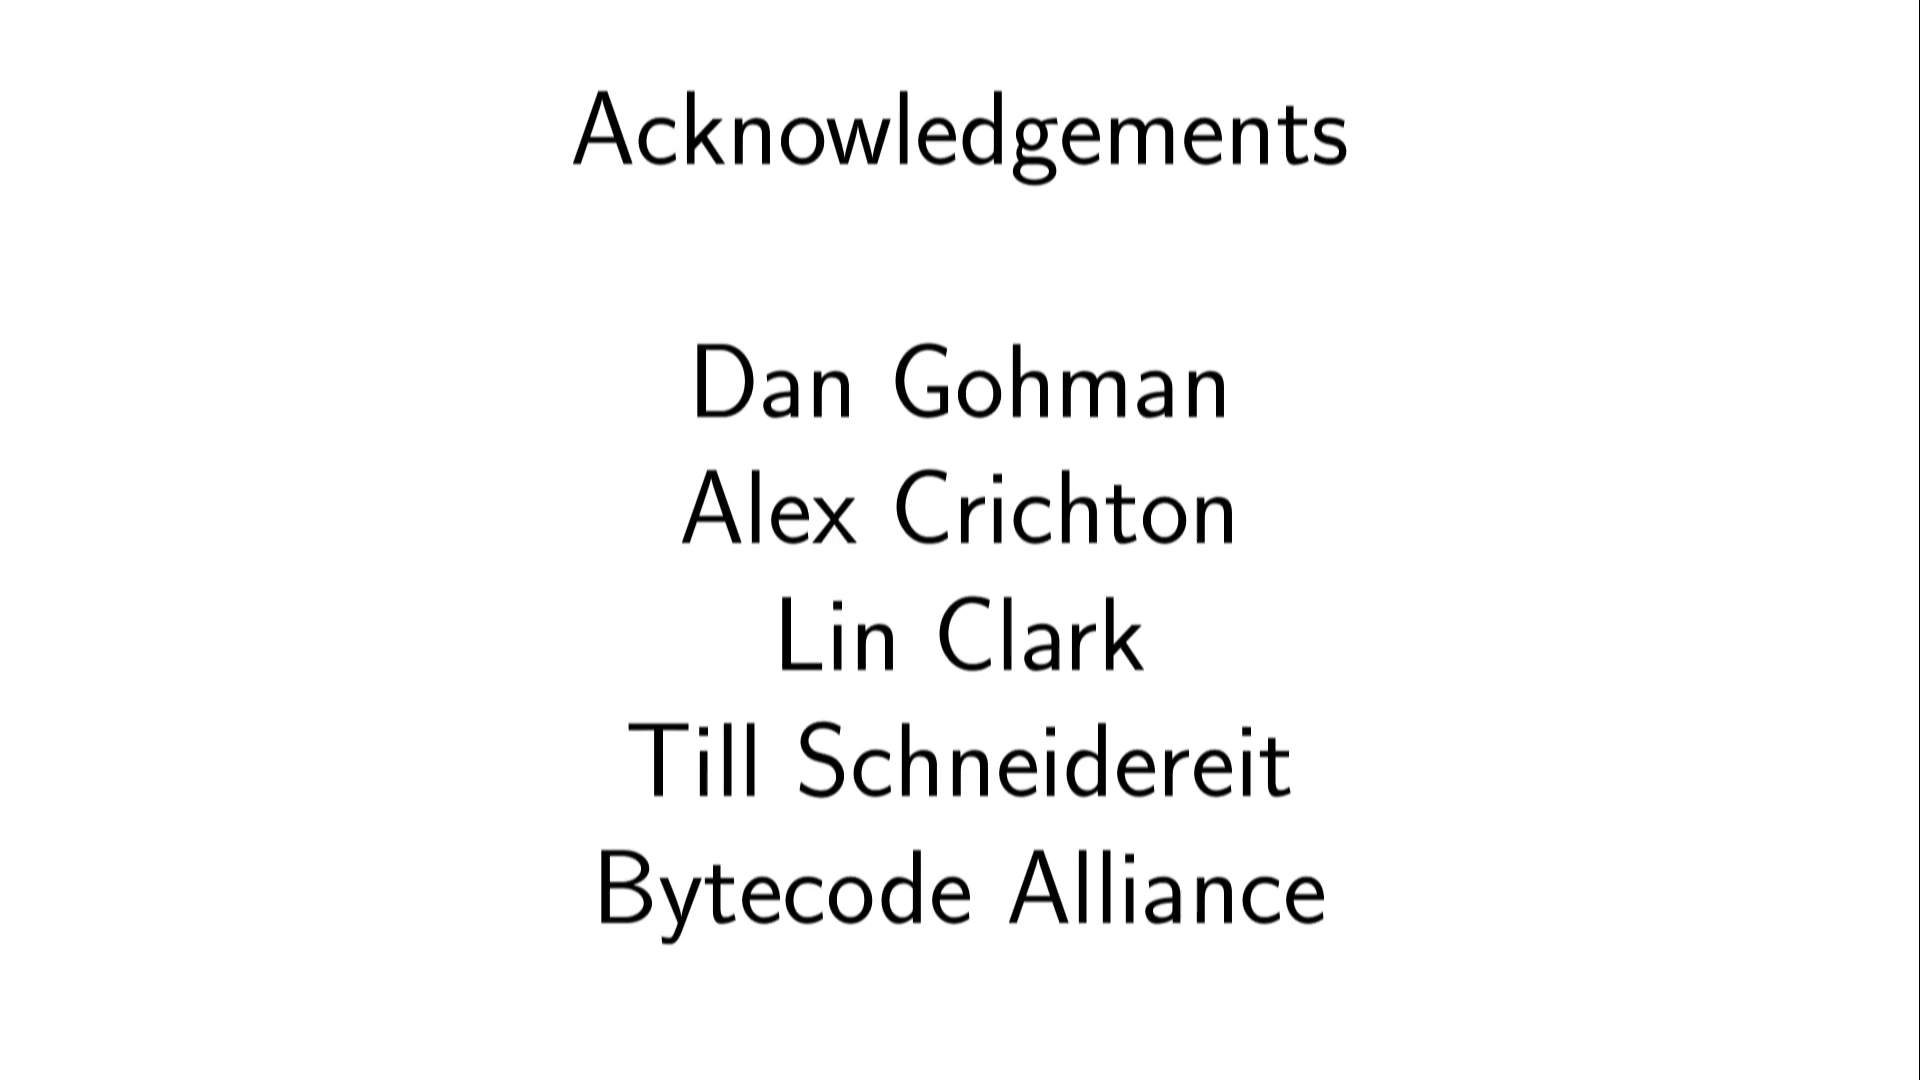 Acknowledgements
Dan Gohman
Alex Crichton
Lin Clark
Till Schneidereit
Bytecode Alliance